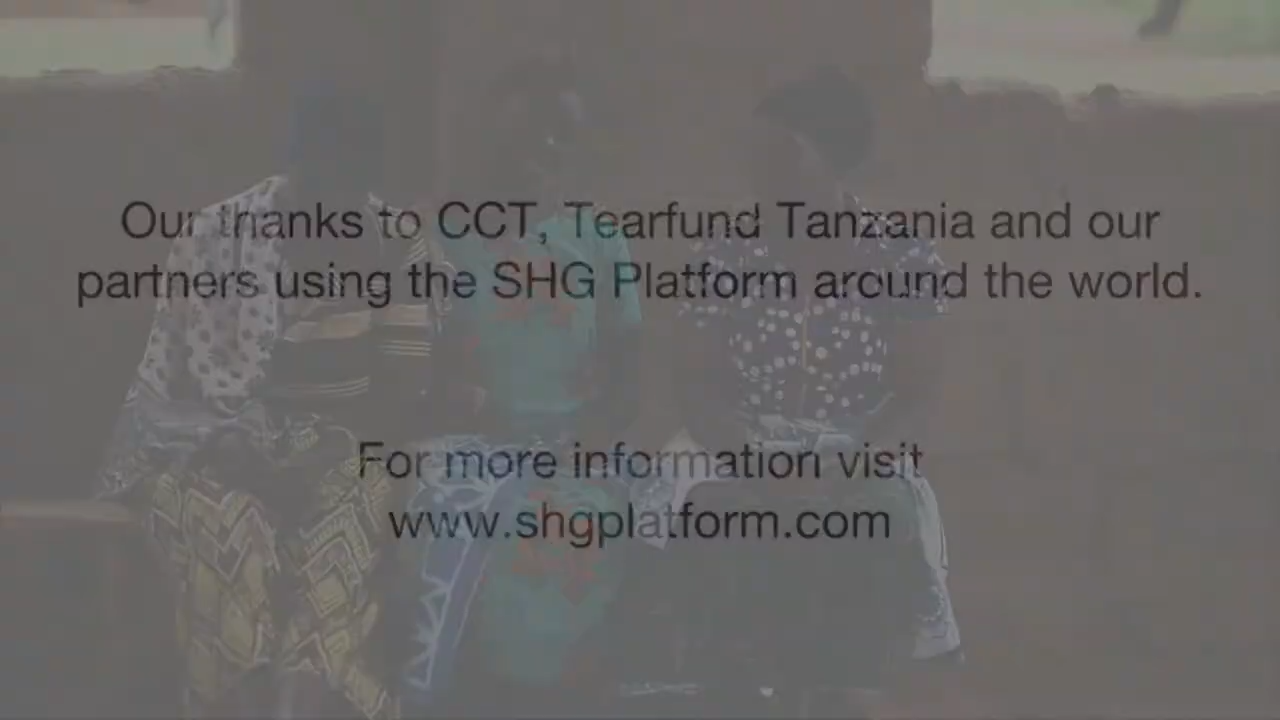 Our thanks to CCT, Tearfund Tanzania and our
partners using the SHG Platform around the world.
For more information visit
www.shgplatform.com